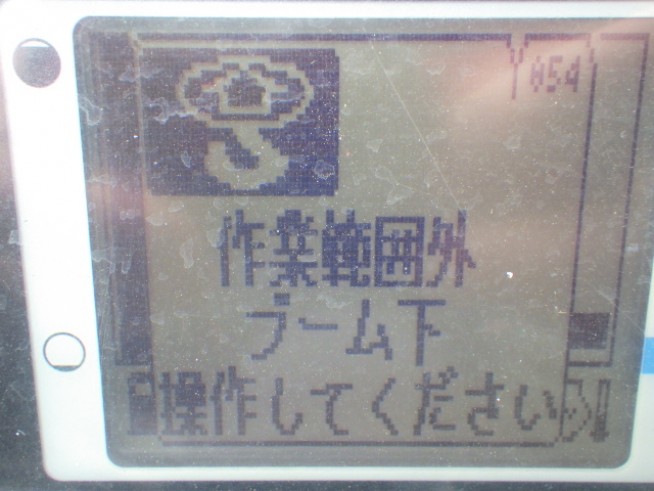 作業範囲外
ブーム下
操作してください